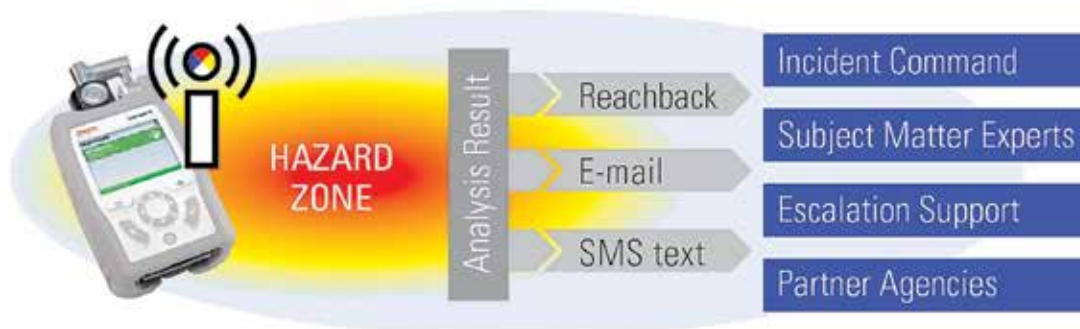 HAZARD
ZONE
Analysis Result
Reachback
E-mail
SMS text
Incident Command
Subject Matter Experts
Escalation Support
Partner Agencies